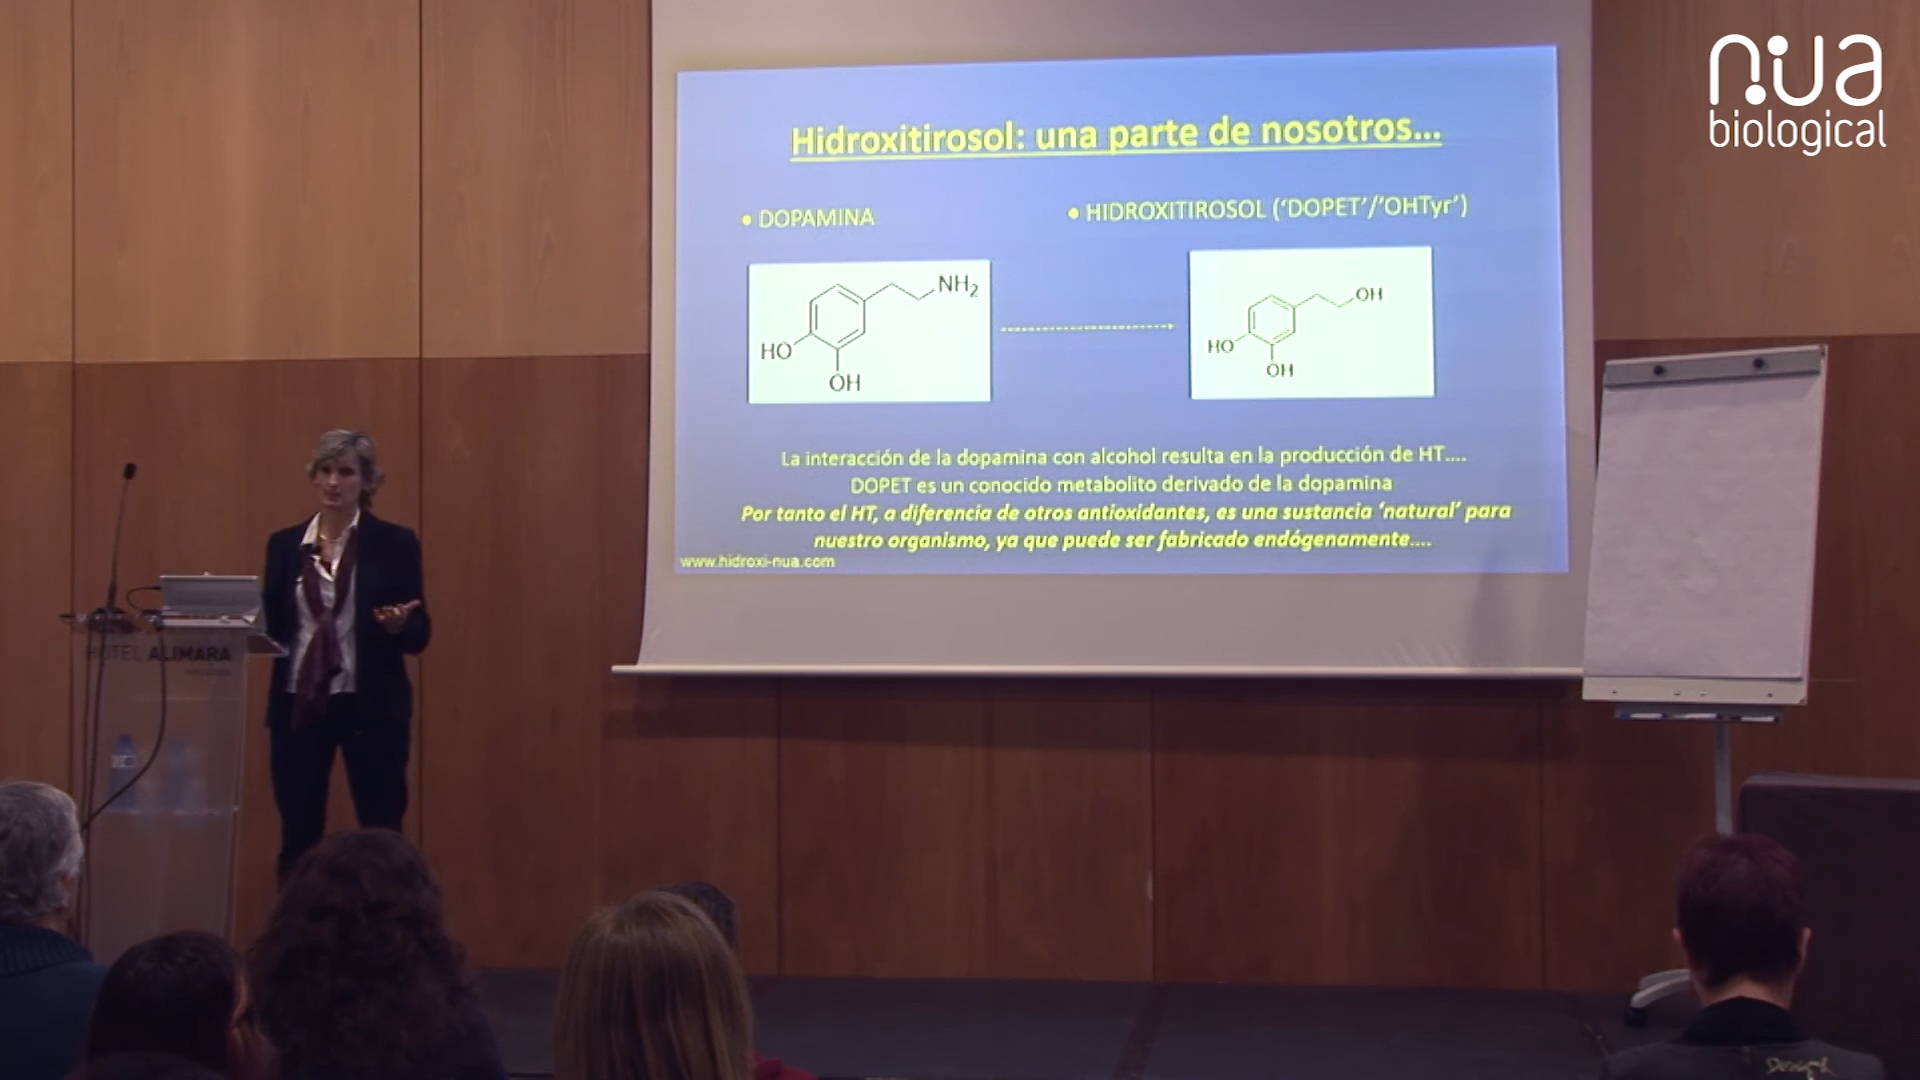 nua
biological
Hidroxitirosol: una parte de nosotros...
• DOPAMINA
• HIDROXITIROSOL ('DOPET'/'OHTyr')
NH2
HO
OH
OH
HO
OH
La interacción de la dopamina con alcohol resulta en la producción de HT....
DOPET es un conocido metabolito derivado de la dopamina
Por tanto el HT, a diferencia de otros antioxidantes, es una sustancia 'natural' para
nuestro organismo, ya que puede ser fabricado endógenamente....
www.hidroxi-nua.com
HOTEL ALIMARA